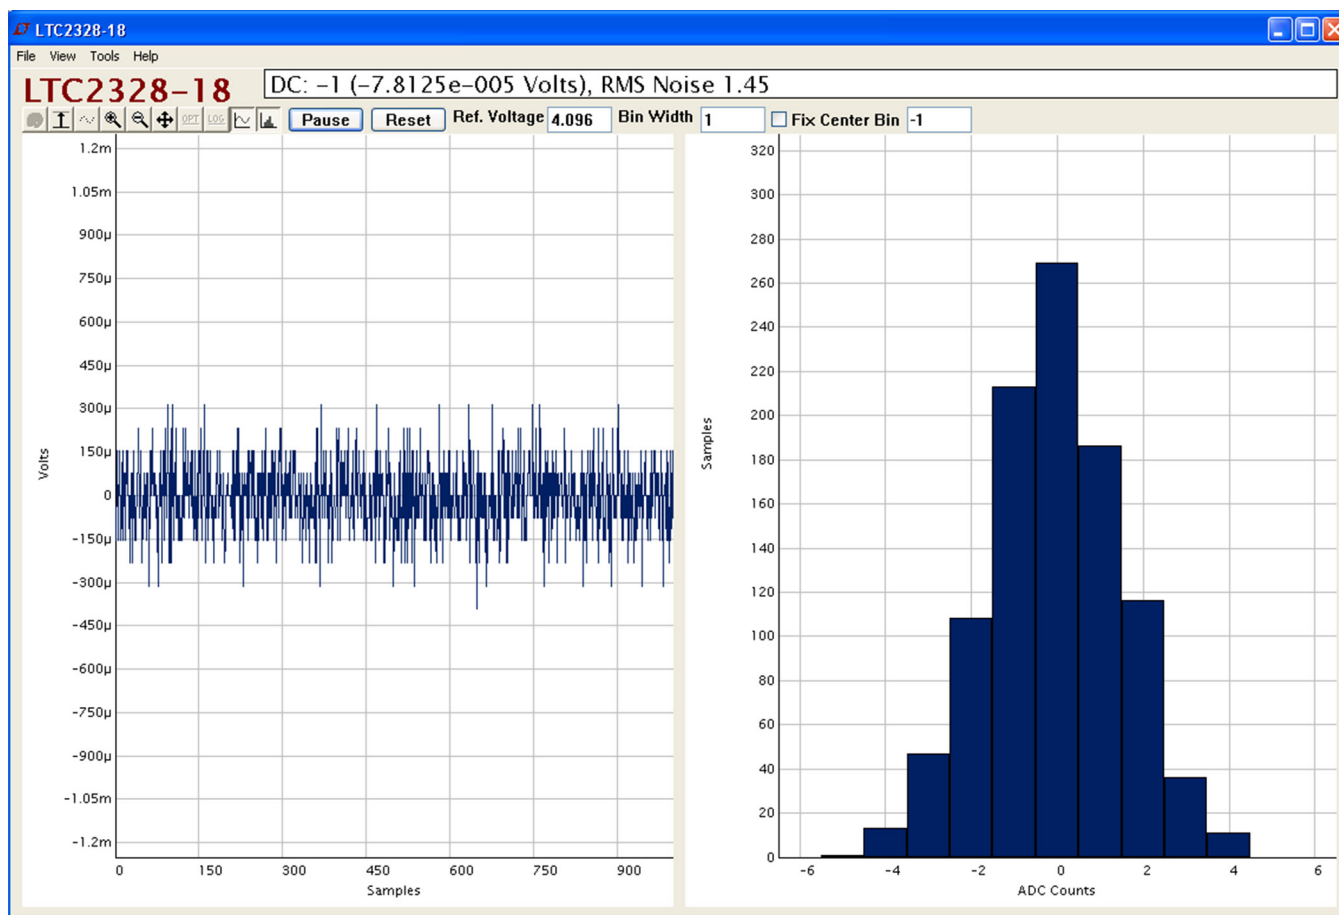 LTC2328-18
File View Tools Help
LTC2328-18
DC: -1 (-7.8125e-005 Volts), RMS Noise 1.45
OPT LOG Pause Reset Ref. Voltage 4.096 Bin Width 1 Fix Center Bin -1
1.2m
1.05m
900µ
750µ
600µ
450µ
300µ
150µ
0
-150µ
-300µ
-450µ
-600µ
-750µ
-900µ
-1.05m
-1.2m
Volts
0 150 300 450 600 750 900
Samples
320
300
280
260
240
220
200
180
160
140
120
100
80
60
40
20
0
Samples
-6 -4 -2 0 2 4 6
ADC Counts